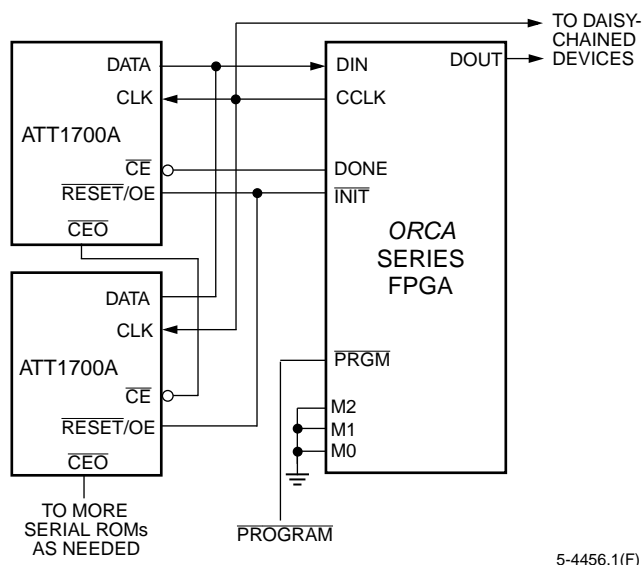 TO DAISY-
CHAINED
DEVICES
DATA
CLK
ATT1700A
CE
RESET/OE
CEO
DIN
DOUT
CCLK
DONE
INIT
ORCA
SERIES
FPGA
PRGM
M2
M1
M0
DATA
CLK
ATT1700A
CE
RESET/OE
CEO
TO MORE
SERIAL ROMs
AS NEEDED
PROGRAM
5-4456.1(F)